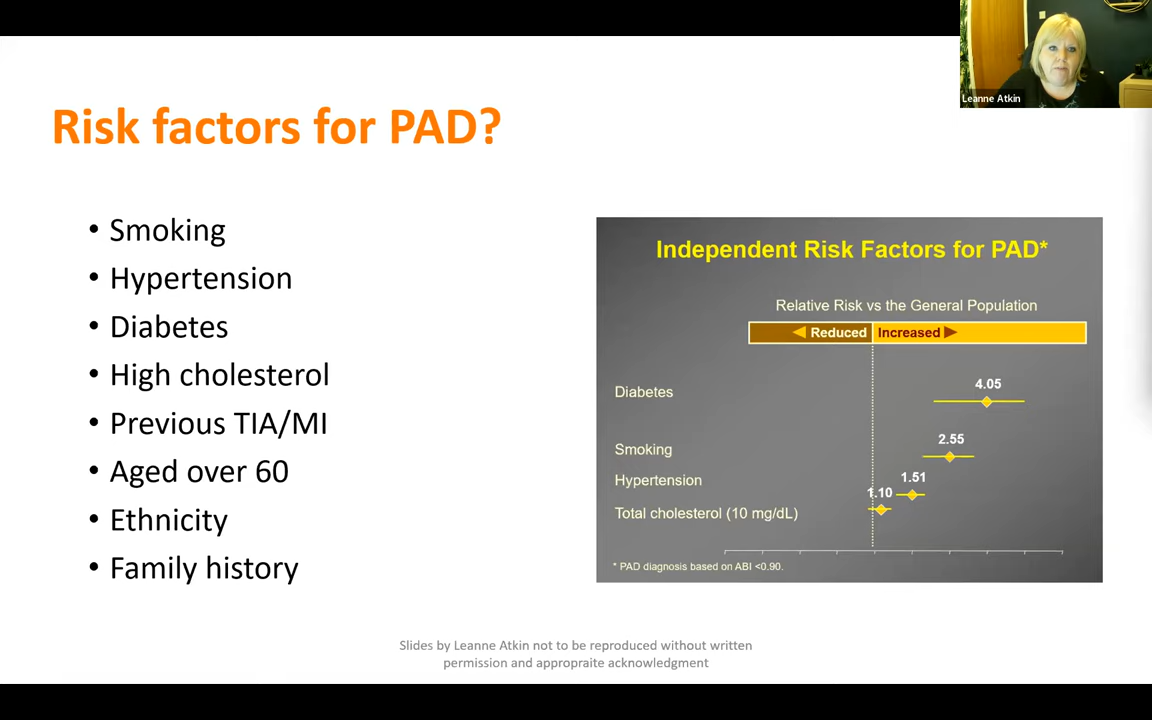 Leanne Atkin
Risk factors for PAD?
• Smoking
• Hypertension
• Diabetes
• High cholesterol
• Previous TIA/MI
• Aged over 60
• Ethnicity
• Family history
Independent Risk Factors for PAD*
Relative Risk vs the General Population
Reduced Increased
Diabetes 4.05
Smoking 2.55
Hypertension 1.51
Total cholesterol (10 mg/dL) 1.10
* PAD diagnosis based on ABI <0.90.
Slides by Leanne Atkin not to be reproduced without written
permission and appropraite acknowledgment